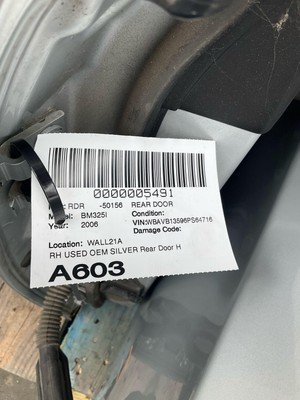 0000005491
: RDR -50156 REAR DOOR
Model: BM325I Condition:
Year: 2006 VIN:WBAVB13596PS64716
Damage Code:
Location: WALL21A
RH USED OEM SILVER Rear Door H
A603